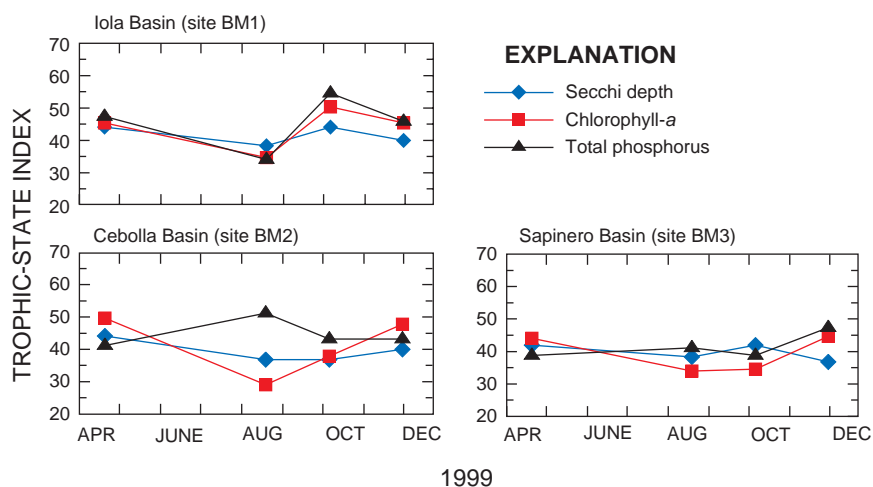 Iola Basin (site BM1)
70
60
50
40
30
20
EXPLANATION
Secchi depth
Chlorophyll-a
Total phosphorus
TROPHIC-STATE INDEX
Cebolla Basin (site BM2)
70
60
50
40
30
20
APR JUNE AUG OCT DEC
Sapinero Basin (site BM3)
70
60
50
40
30
20
APR JUNE AUG OCT DEC
1999